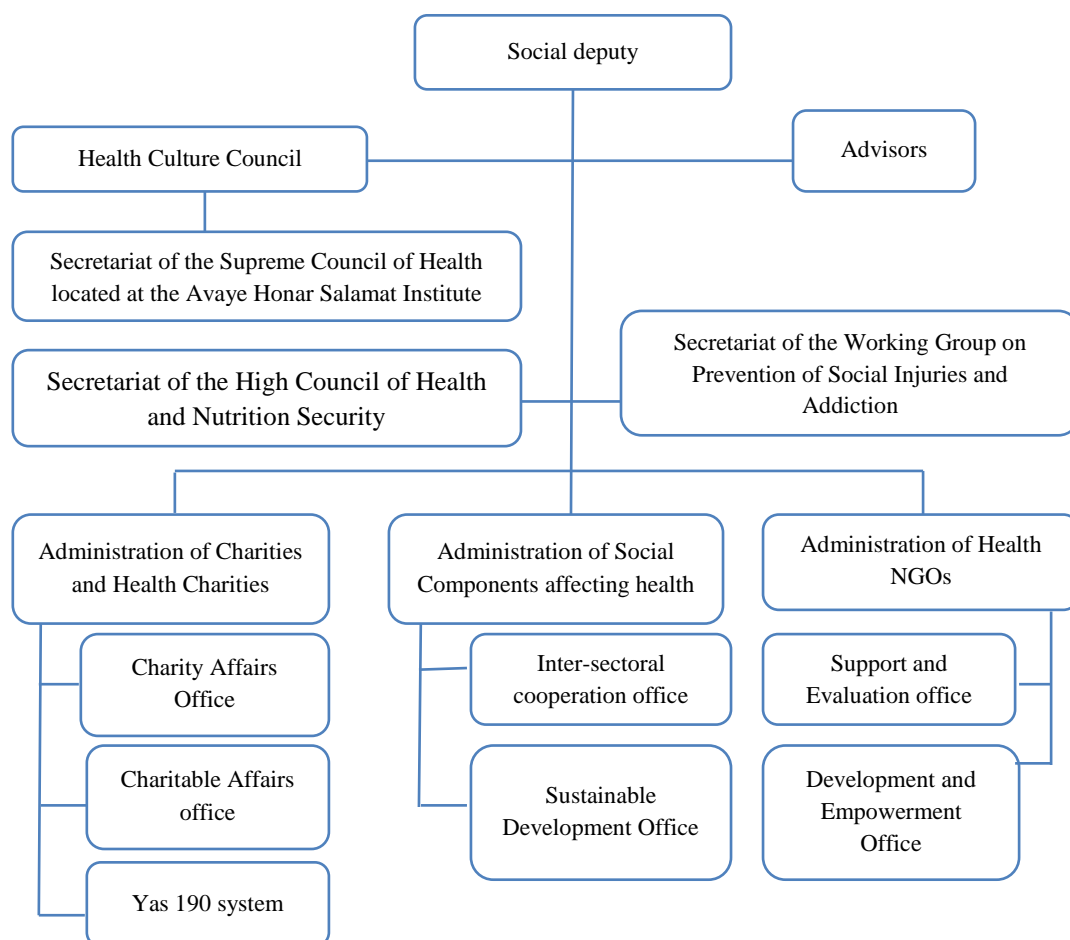 Social deputy
Health Culture Council
Advisors
Secretariat of the Supreme Council of Health
located at the Avaye Honar Salamat Institute
Secretariat of the Working Group on
Prevention of Social Injuries and
Addiction
Secretariat of the High Council of Health
and Nutrition Security
Administration of Charities
and Health Charities
Administration of Social
Components affecting health
Administration of Health
NGOs
Charity Affairs
Office
Inter-sectoral
cooperation office
Support and
Evaluation office
Charitable Affairs
office
Sustainable
Development Office
Development and
Empowerment
Office
Yas 190 system